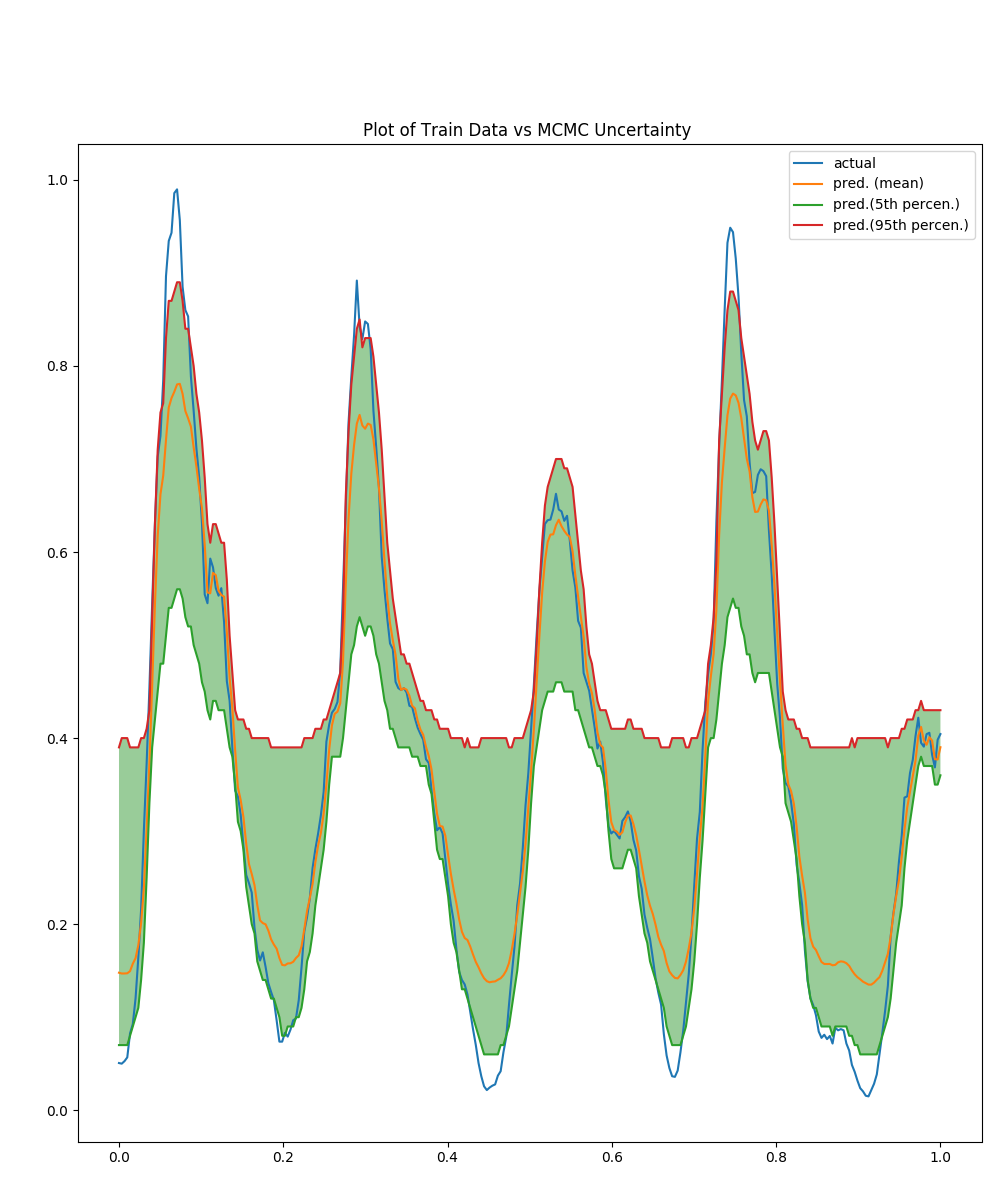 Plot of Train Data vs MCMC Uncertainty
actual
pred. (mean)
pred.(5th percen.)
pred.(95th percen.)
1.0
0.8
0.6
0.4
0.2
0.0
0.0 0.2 0.4 0.6 0.8 1.0